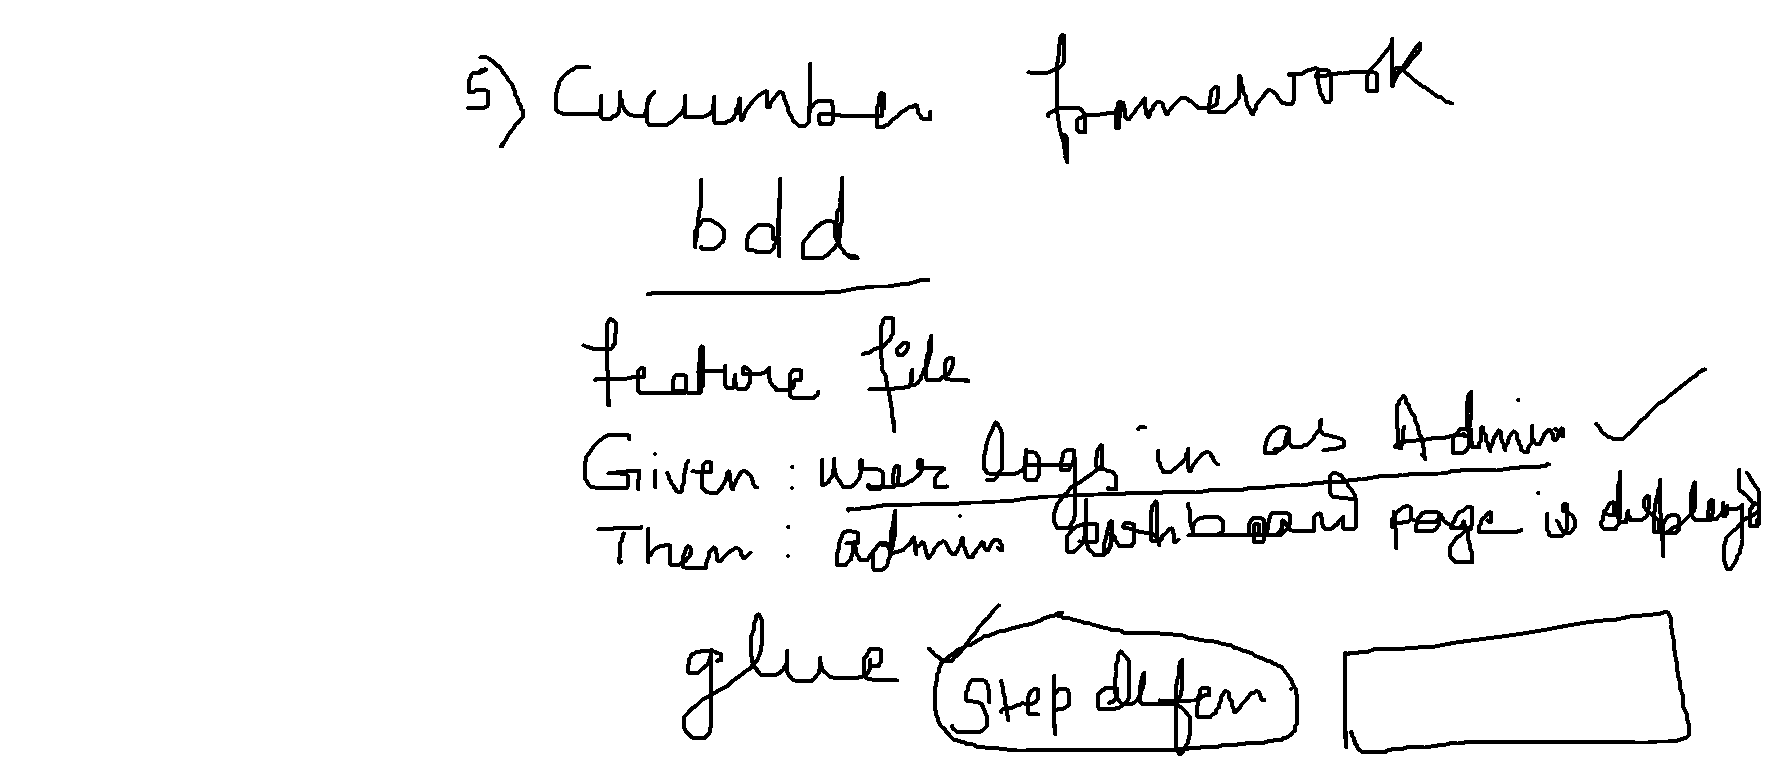 5) Cucumber framework
bdd
feature file
Given : user logs in as Admin
Then : admin dashboard page is displayed
glue Step defen